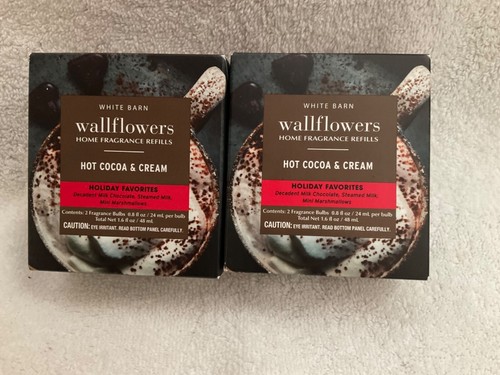 WHITE BARN
wallflowers
HOME FRAGRANCE REFILLS
HOT COCOA & CREAM
HOLIDAY FAVORITES
Decadent Milk Chocolate, Steamed Milk,
Mini Marshmallows
Contents: 2 Fragrance Bulbs 0.8 fl oz / 24 mL per bulb
Total Net 1.6 fl oz / 48 mL
CAUTION: EYE IRRITANT. READ BOTTOM PANEL CAREFULLY.
WHITE BARN
wallflowers
HOME FRAGRANCE REFILLS
HOT COCOA & CREAM
HOLIDAY FAVORITES
Decadent Milk Chocolate, Steamed Milk,
Mini Marshmallows
Contents: 2 Fragrance Bulbs 0.8 fl oz / 24 mL per bulb
Total Net 1.6 fl oz / 48 mL
CAUTION: EYE IRRITANT. READ BOTTOM PANEL CAREFULLY.